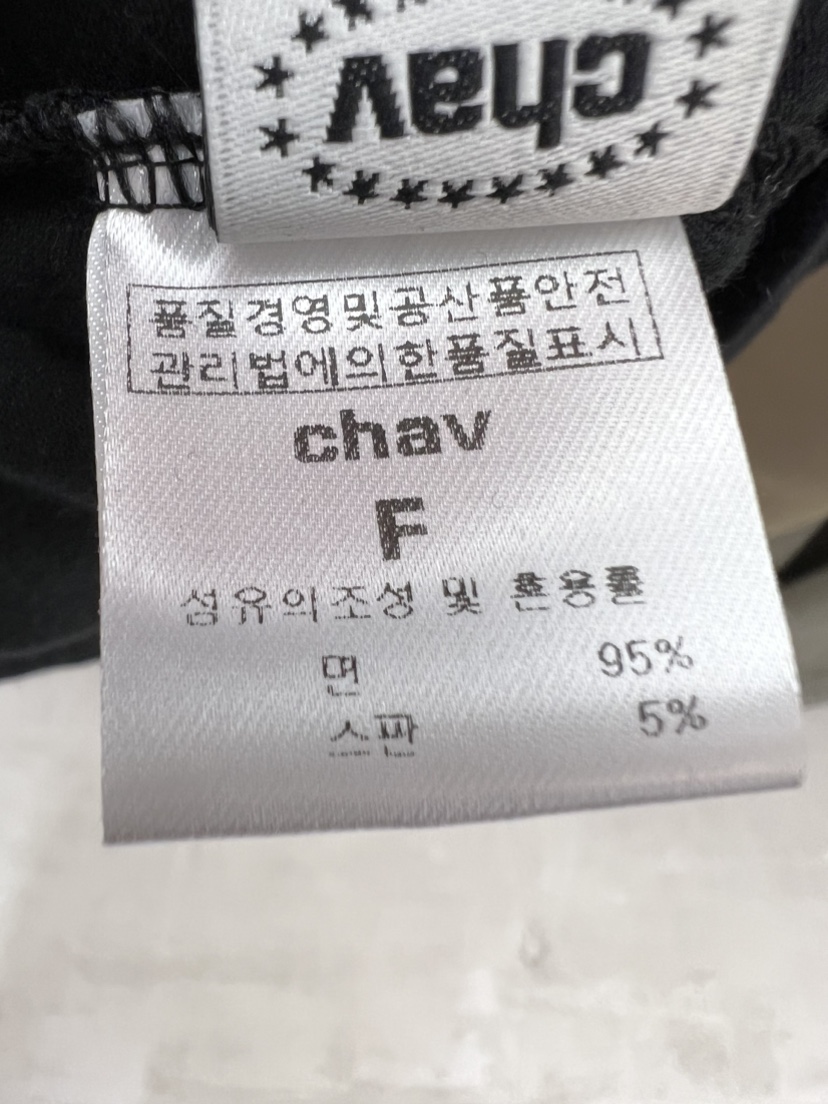 chav
품질경영및공산품안전
관리법에의한품질표시
chav
F
섬유의조성 및 혼용률
면 95%
스판 5%